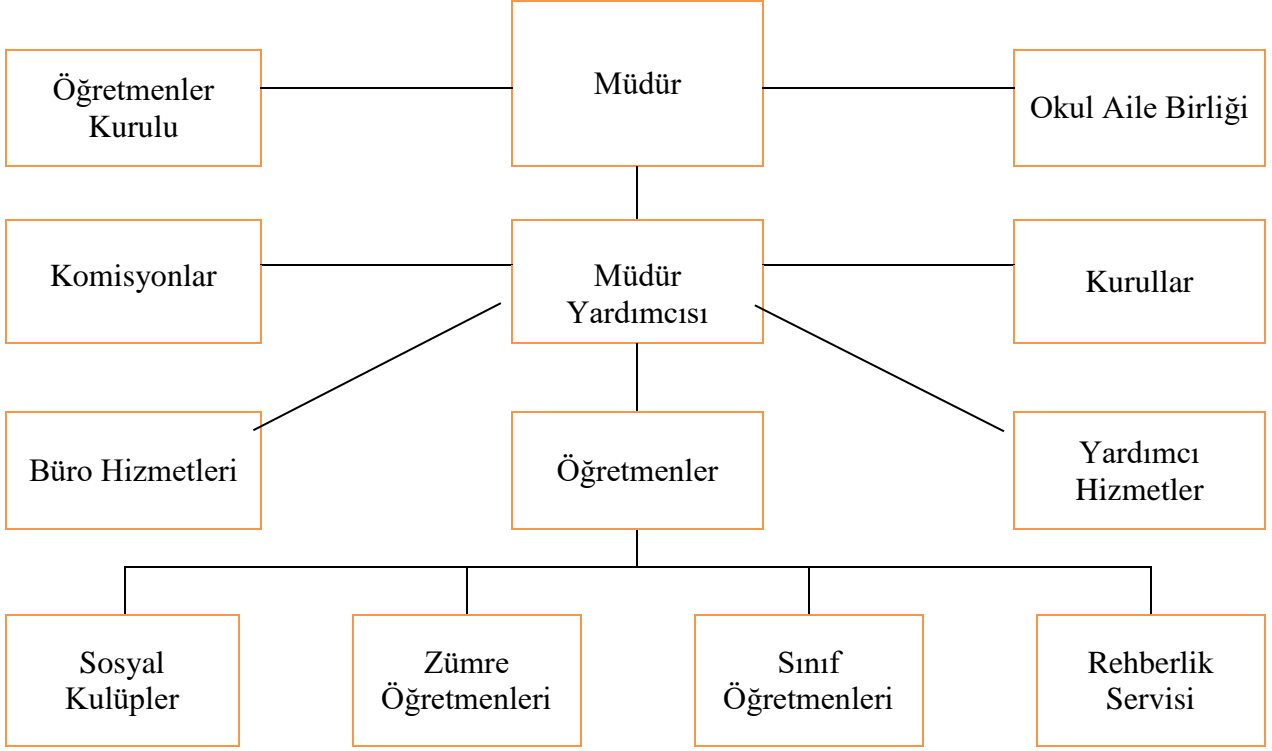 Müdür
Öğretmenler
Kurulu
Okul Aile Birliği
Komisyonlar
Müdür
Yardımcısı
Kurullar
Büro Hizmetleri
Öğretmenler
Yardımcı
Hizmetler
Sosyal
Kulüpler
Zümre
Öğretmenleri
Sınıf
Öğretmenleri
Rehberlik
Servisi